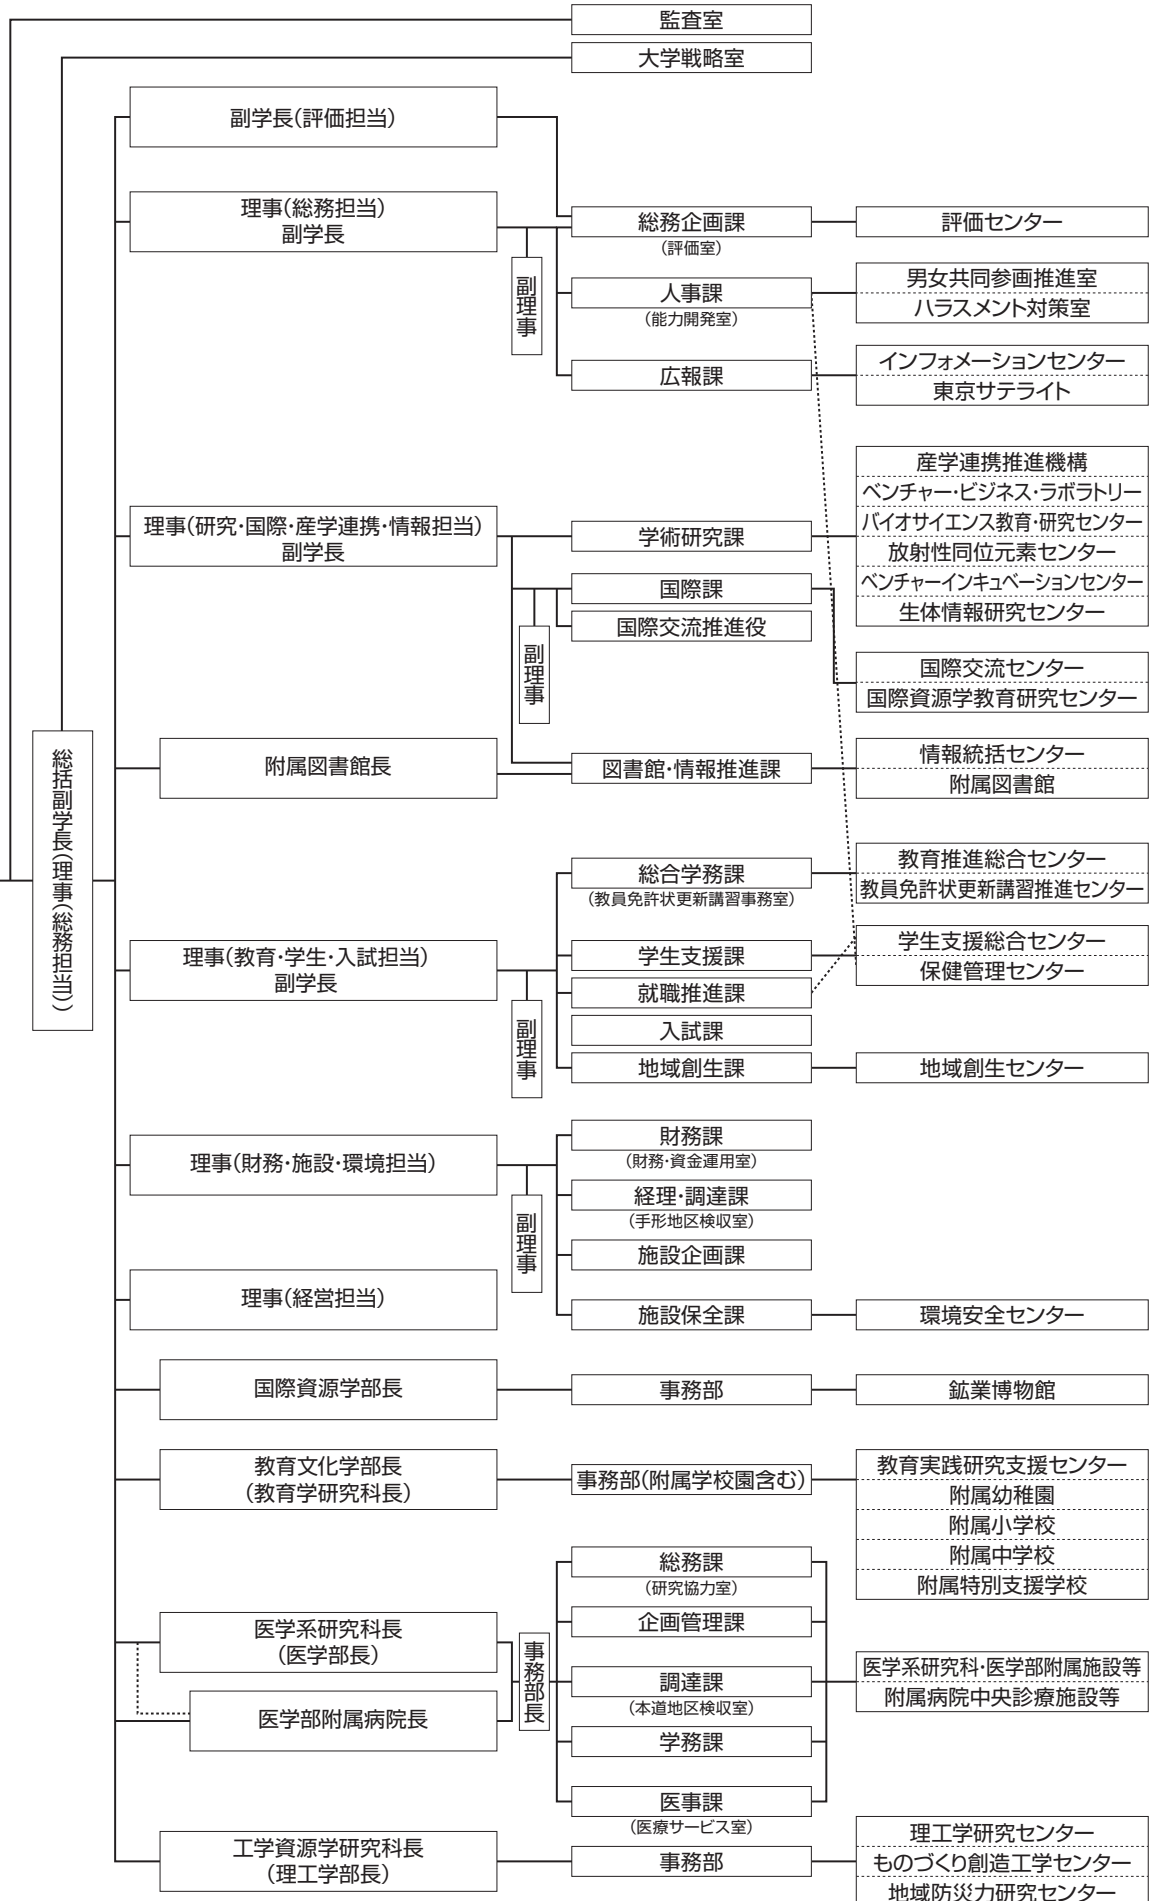 監査室
大学戦略室
副学長(評価担当)
理事(総務担当)
副学長
副理事
総務企画課
(評価室)
評価センター
人事課
(能力開発室)
男女共同参画推進室
ハラスメント対策室
広報課
インフォメーションセンター
東京サテライト
理事(研究・国際・産学連携・情報担当)
副学長
副理事
学術研究課
産学連携推進機構
ベンチャー・ビジネス・ラボラトリー
バイオサイエンス教育・研究センター
放射性同位元素センター
ベンチャーインキュベーションセンター
生体情報研究センター
国際課
国際交流推進役
国際交流センター
国際資源学教育研究センター
総括副学長(理事(総務担当))
附属図書館長
図書館・情報推進課
情報統括センター
附属図書館
理事(教育・学生・入試担当)
副学長
副理事
総合学務課
(教員免許状更新講習事務室)
教育推進総合センター
教員免許状更新講習推進センター
学生支援課
学生支援総合センター
保健管理センター
就職推進課
入試課
地域創生課
地域創生センター
理事(財務・施設・環境担当)
副理事
財務課
(財務・資金運用室)
経理・調達課
(手形地区検収室)
施設企画課
理事(経営担当)
施設保全課
環境安全センター
国際資源学部長
事務部
鉱業博物館
教育文化学部長
(教育学研究科長)
事務部(附属学校園含む)
教育実践研究支援センター
附属幼稚園
附属小学校
附属中学校
附属特別支援学校
医学系研究科長
(医学部長)
医学部附属病院長
事務部長
総務課
(研究協力室)
企画管理課
調達課
(本道地区検収室)
学務課
医事課
(医療サービス室)
医学系研究科・医学部附属施設等
附属病院中央診療施設等
工学資源学研究科長
(理工学部長)
事務部
理工学研究センター
ものづくり創造工学センター
地域防災力研究センター